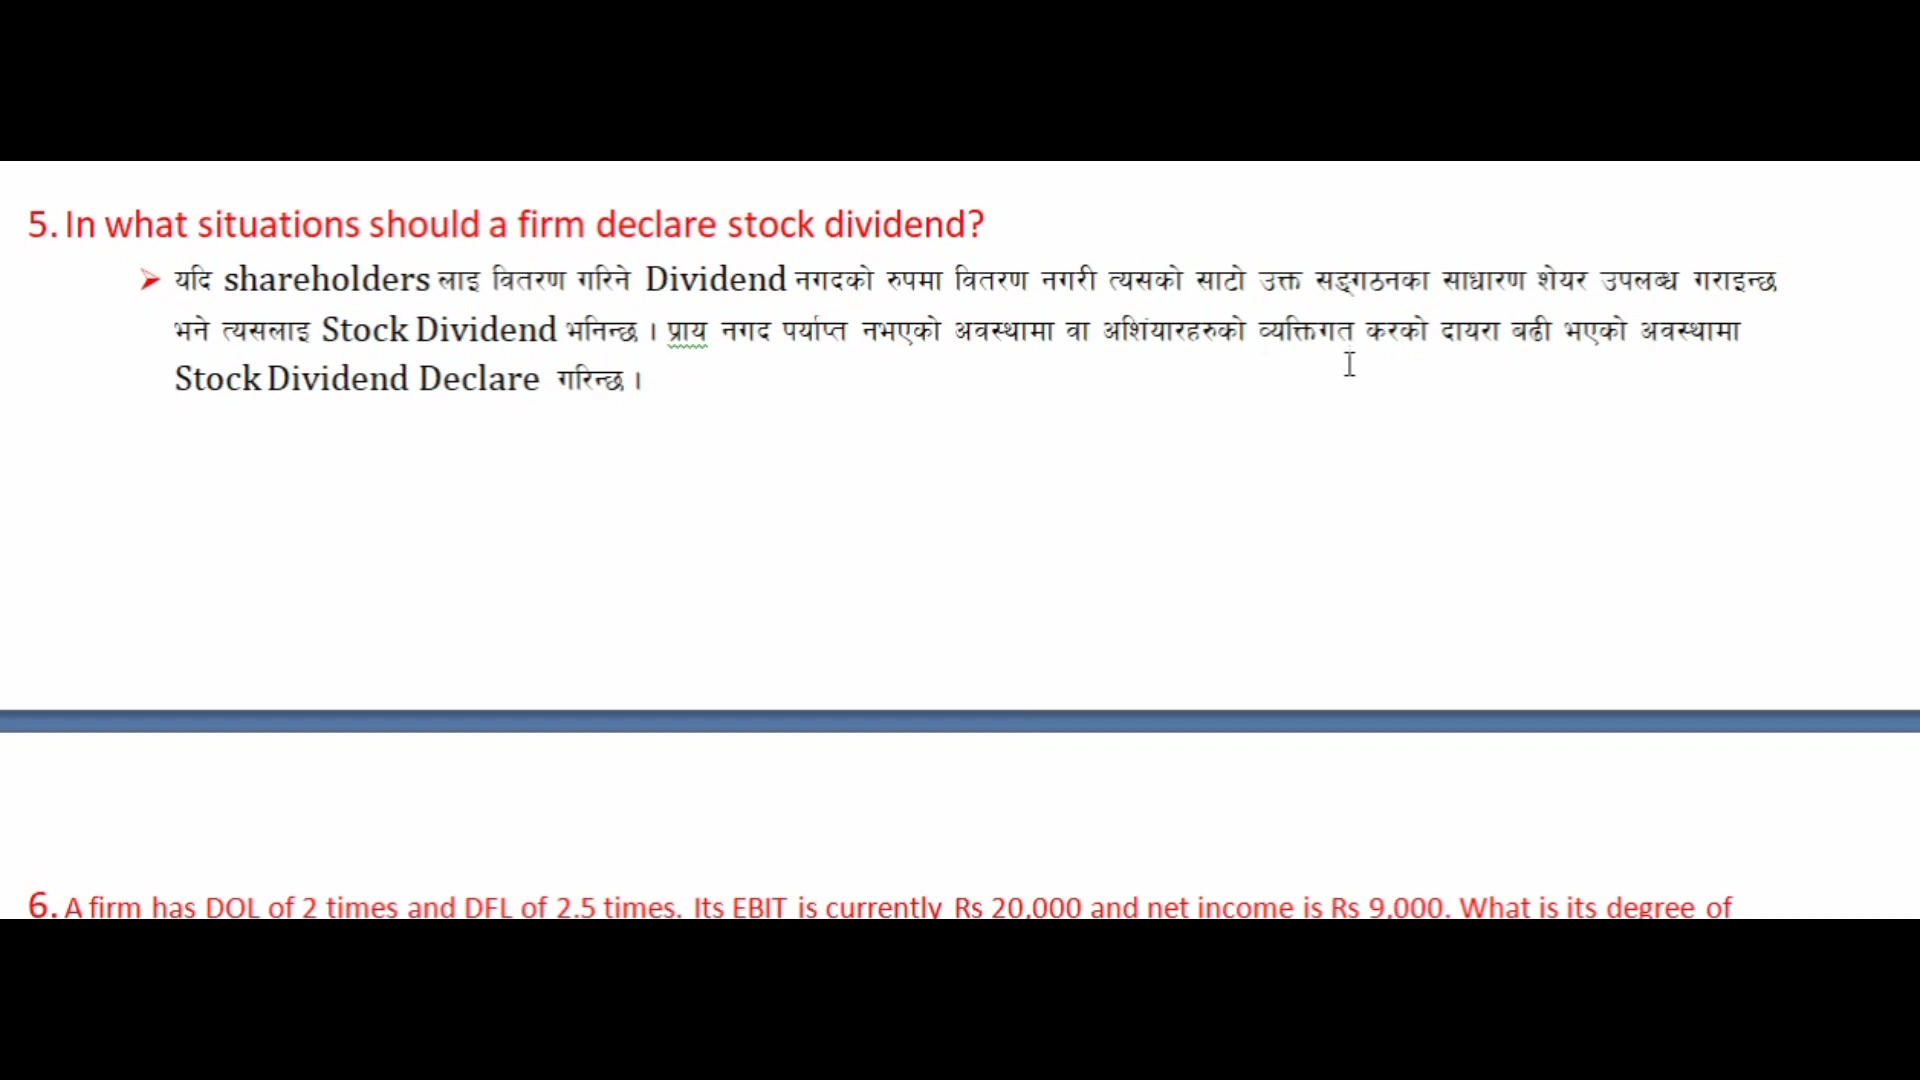 5. In what situations should a firm declare stock dividend?
➢ यदि shareholders लाइ वितरण गरिने Dividend नगदको रुपमा वितरण नगरी त्यसको साटो उक्त सङ्गठनका साधारण शेयर उपलब्ध गराइन्छ
भने त्यसलाइ Stock Dividend भनिन्छ । प्राय नगद पर्याप्त नभएको अवस्थामा वा अशिंयारहरुको व्यक्तिगत करको दायरा बढी भएको अवस्थामा
Stock Dividend Declare गरिन्छ ।
6. A firm has DOL of 2 times and DFL of 2.5 times. Its EBIT is currently Rs 20,000 and net income is Rs 9,000. What is its degree of